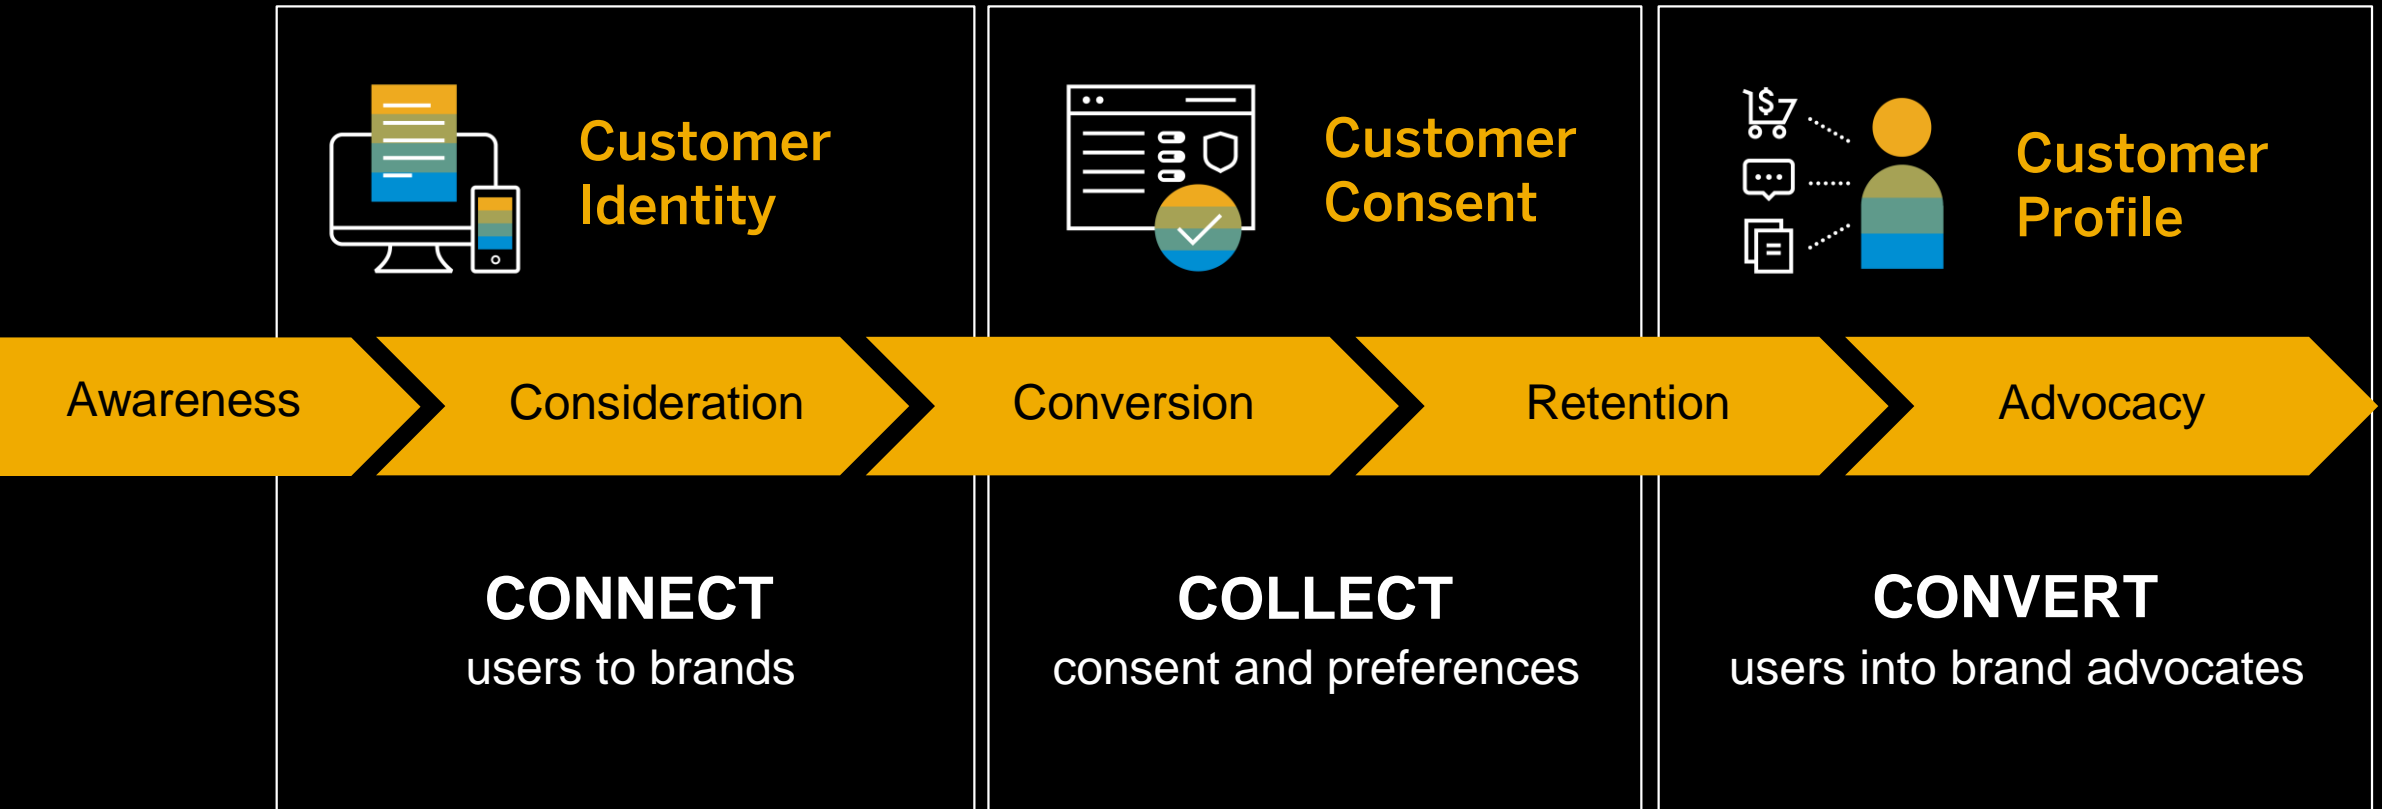 Customer
Identity
Customer
Consent
Customer
Profile
Awareness
Consideration
Conversion
Retention
Advocacy
CONNECT
users to brands
COLLECT
consent and preferences
CONVERT
users into brand advocates